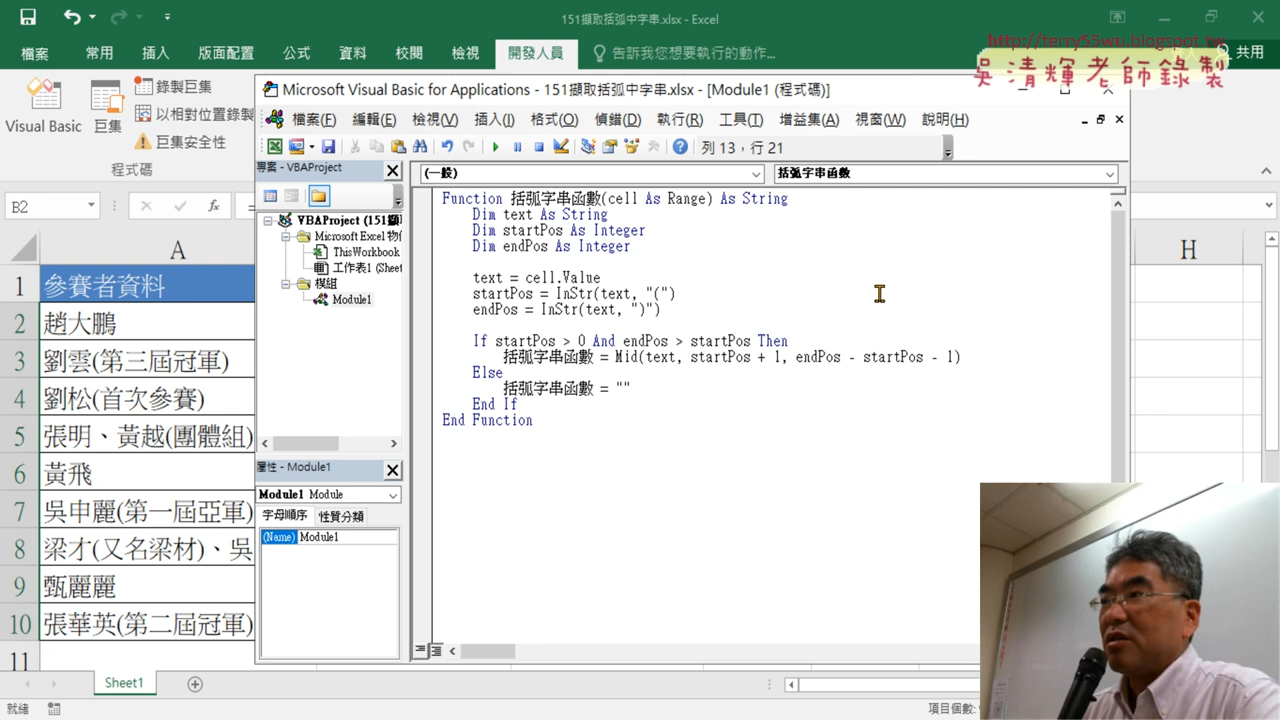 151擷取括弧中字串.xlsx - Excel
http://terry55wu.blogspot.tw
吳清輝老師錄製
檔案 常用 插入 版面配置 公式 資料 校閱 檢視 開發人員 告訴我您想要執行的動作... 共用
Visual Basic
巨集
錄製巨集
以相對位置錄製
巨集安全性
程式碼
Microsoft Visual Basic for Applications - 151擷取括弧中字串.xlsx - [Module1 (程式碼)]
檔案(F) 編輯(E) 檢視(V) 插入(I) 格式(O) 偵錯(D) 執行(R) 工具(T) 增益集(A) 視窗(W) 說明(H)
列 13，行 21
專案 - VBAProject
VBAProject (151擷
Microsoft Excel 物件
ThisWorkbook
工作表1 (Sheet
模組
Module1
屬性 - Module1
Module1 Module
字母順序 性質分類
(Name) Module1
(一般) 括弧字串函數
Function 括弧字串函數(cell As Range) As String
Dim text As String
Dim startPos As Integer
Dim endPos As Integer
text = cell.Value
startPos = InStr(text, "(")
endPos = InStr(text, ")")
If startPos > 0 And endPos > startPos Then
括弧字串函數 = Mid(text, startPos + 1, endPos - startPos - 1)
Else
括弧字串函數 = ""
End If
End Function
B2 fx =
A H
1 參賽者資料
2 趙大鵬
3 劉雲(第三屆冠軍)
4 劉松(首次參賽)
5 張明、黃越(團體組)
6 黃飛
7 吳申麗(第一屆亞軍)
8 梁才(又名梁材)、吳
9 甄麗麗
10 張華英(第二屆冠軍)
11
Sheet1
就緒
項目個數: